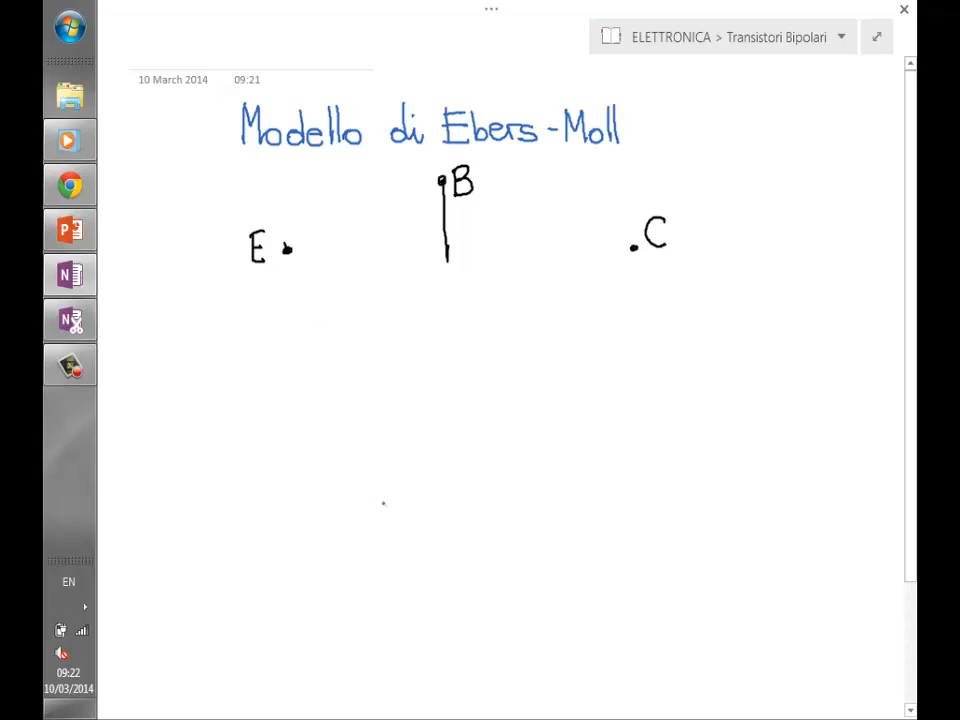 ELETTRONICA > Transistori Bipolari
10 March 2014 09:21
Modello di Ebers-Moll
B
E
C
EN
09:22
10/03/2014